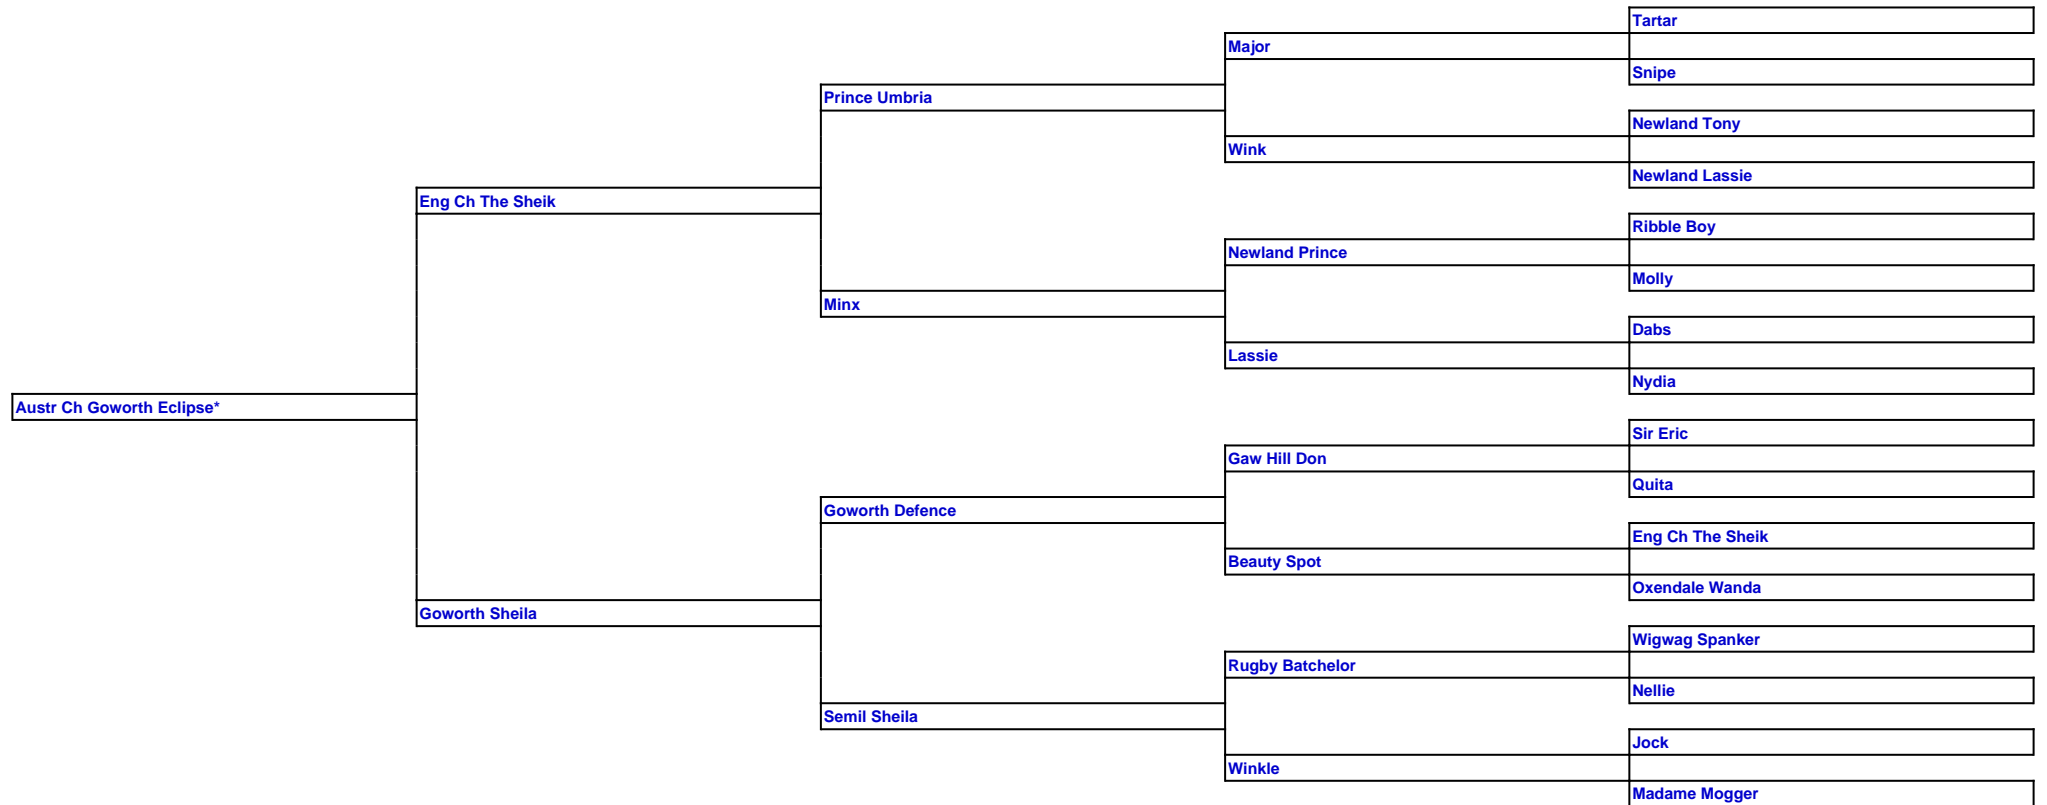 Tartar
Major
Snipe
Prince Umbria
Newland Tony
Wink
Newland Lassie
Eng Ch The Sheik
Ribble Boy
Newland Prince
Molly
Minx
Dabs
Lassie
Nydia
Austr Ch Goworth Eclipse*
Sir Eric
Gaw Hill Don
Quita
Goworth Defence
Eng Ch The Sheik
Beauty Spot
Oxendale Wanda
Goworth Sheila
Wigwag Spanker
Rugby Batchelor
Nellie
Semil Sheila
Jock
Winkle
Madame Mogger